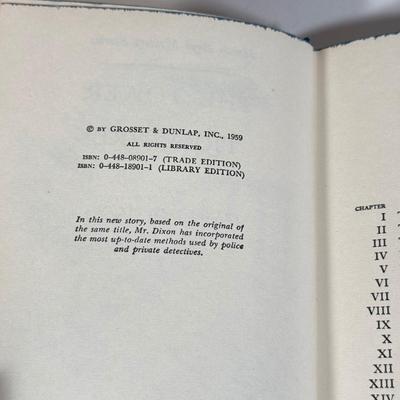 © BY GROSSET & DUNLAP, INC., 1959
ALL RIGHTS RESERVED
ISBN: 0-448-08901-7 (TRADE EDITION)
ISBN: 0-448-18901-1 (LIBRARY EDITION)
In this new story, based on the original of
the same title, Mr. Dixon has incorporated
the most up-to-date methods used by police
and private detectives.
CHAPTER
I
II
III
IV
V
VI
VII
VIII
IX
X
XI
XII
XIII
XIV